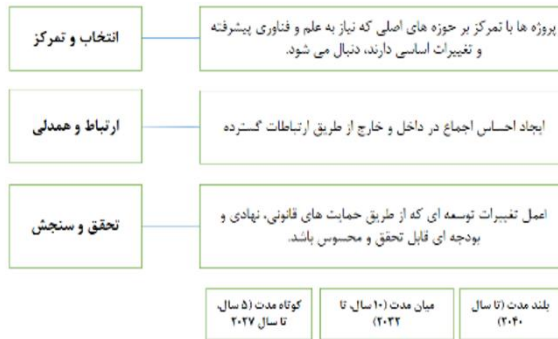 انتخاب و تمرکز
پروژه ها با تمرکز بر حوزه های اصلی که نیاز به علم و فناوری پیشرفته
و تغییرات اساسی دارند، دنبال می شود.
ارتباط و همدلی
ایجاد احساس اجماع در داخل و خارج از طریق ارتباطات گسترده
تحقق و سنجش
اعمال تغییرات توسعه ای که از طریق حمایت های قانونی، نهادی و
بودجه ای قابل تحقق و محسوس باشد.
کوتاه مدت (۵ سال،
تا سال ۲۰۲۷
میان مدت (۱۰ سال، تا
۲۰۳۲)
بلند مدت (تا سال
۲۰۴۰)